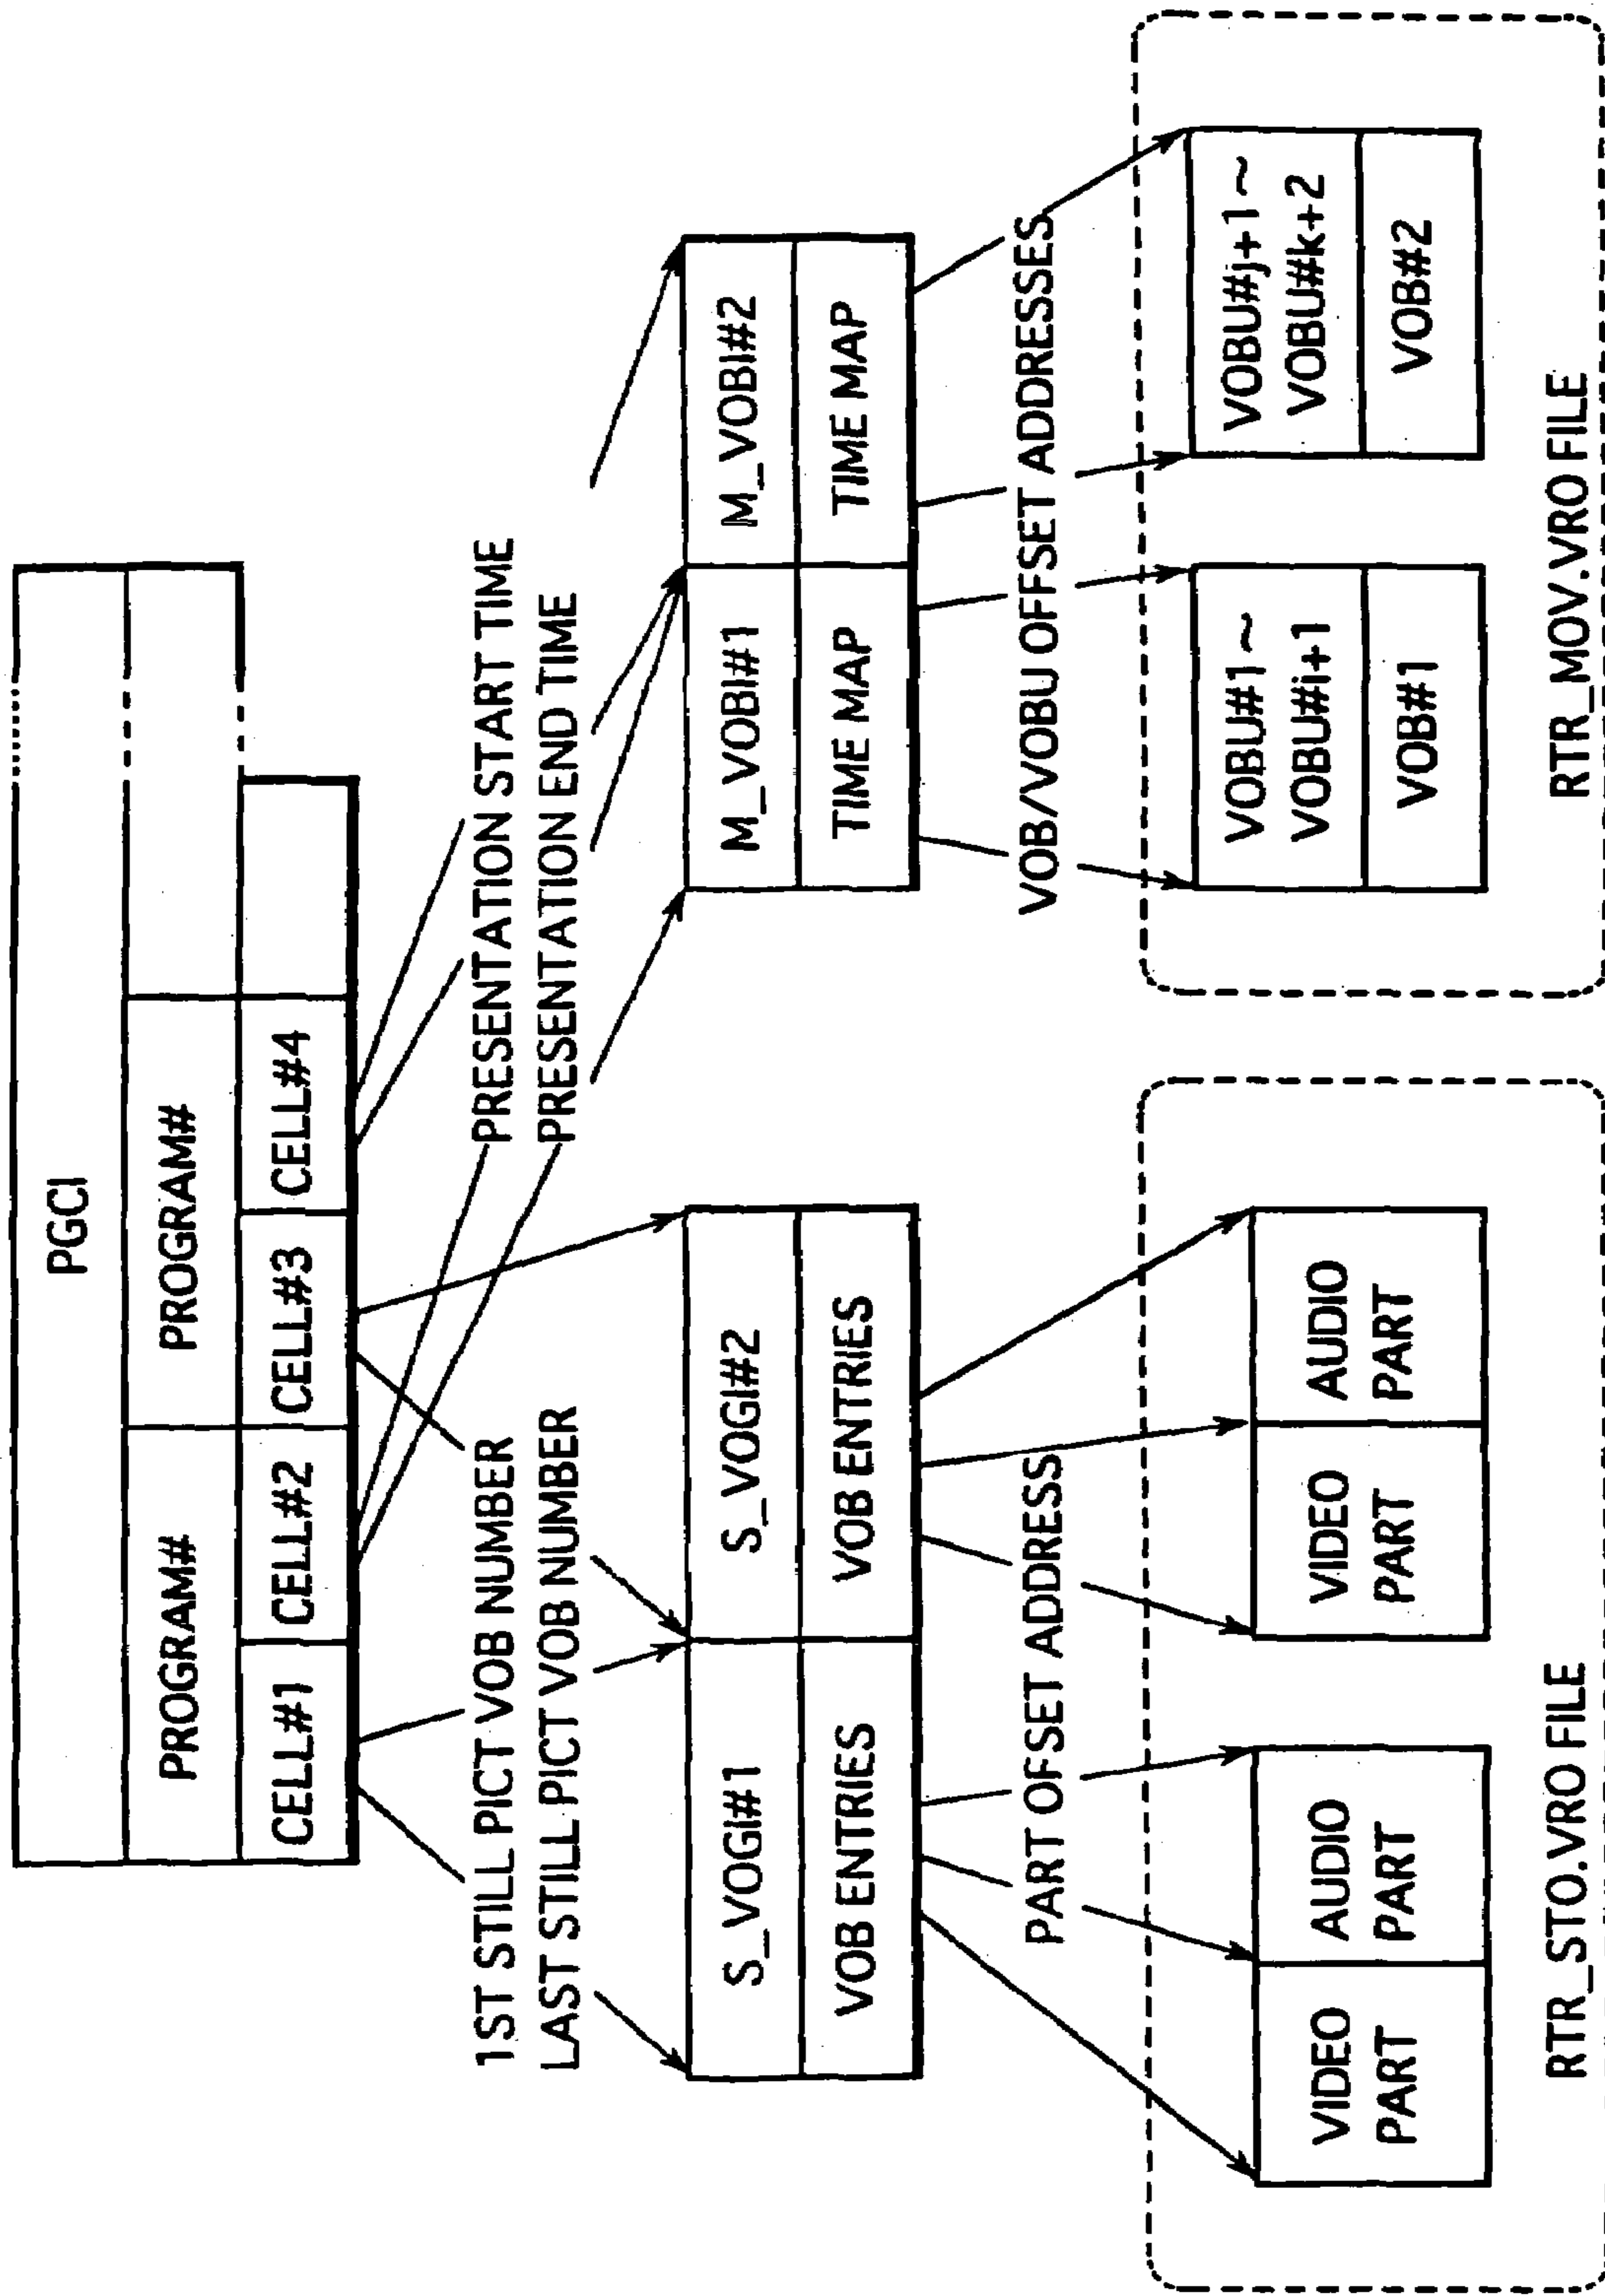 PGCI
PROGRAM#
PROGRAM#
CELL#1
CELL#2
CELL#3
CELL#4
1ST STILL PICT VOB NUMBER
LAST STILL PICT VOB NUMBER
PRESENTATION START TIME
PRESENTATION END TIME
S_VOGI#1
S_VOGI#2
VOB ENTRIES
VOB ENTRIES
M_VOBI#1
M_VOBI#2
TIME MAP
TIME MAP
PART OFFSET ADDRESS
VOB/VOBU OFFSET ADDRESSES
VIDEO
PART
AUDIO
PART
VIDEO
PART
AUDIO
PART
VOBU#1~
VOBU#i+1
VOB#1
VOBU#j+1~
VOBU#k+2
VOB#2
RTR_STO.VRO FILE
RTR_MOV.VRO FILE